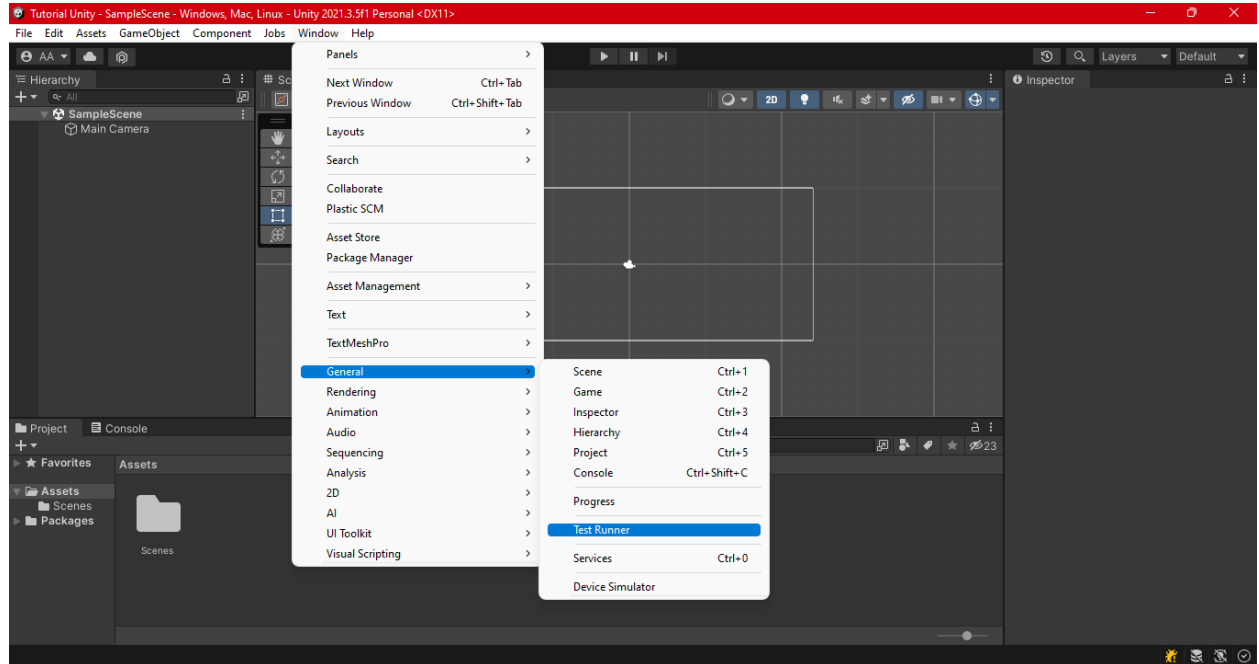 Tutorial Unity - SampleScene - Windows, Mac, Linux - Unity 2021.3.5f1 Personal <DX11>
File Edit Assets GameObject Component Jobs Window Help
AA
Layers
Default
Hierarchy
All
SampleScene
Main Camera
# Sc
2D
Inspector
Panels
Next Window Ctrl+Tab
Previous Window Ctrl+Shift+Tab
Layouts
Search
Collaborate
Plastic SCM
Asset Store
Package Manager
Asset Management
Text
TextMeshPro
General
Rendering
Animation
Audio
Sequencing
Analysis
2D
AI
UI Toolkit
Visual Scripting
Scene Ctrl+1
Game Ctrl+2
Inspector Ctrl+3
Hierarchy Ctrl+4
Project Ctrl+5
Console Ctrl+Shift+C
Progress
Test Runner
Services Ctrl+0
Device Simulator
Project Console
23
Favorites
Assets
Scenes
Packages
Assets
Scenes